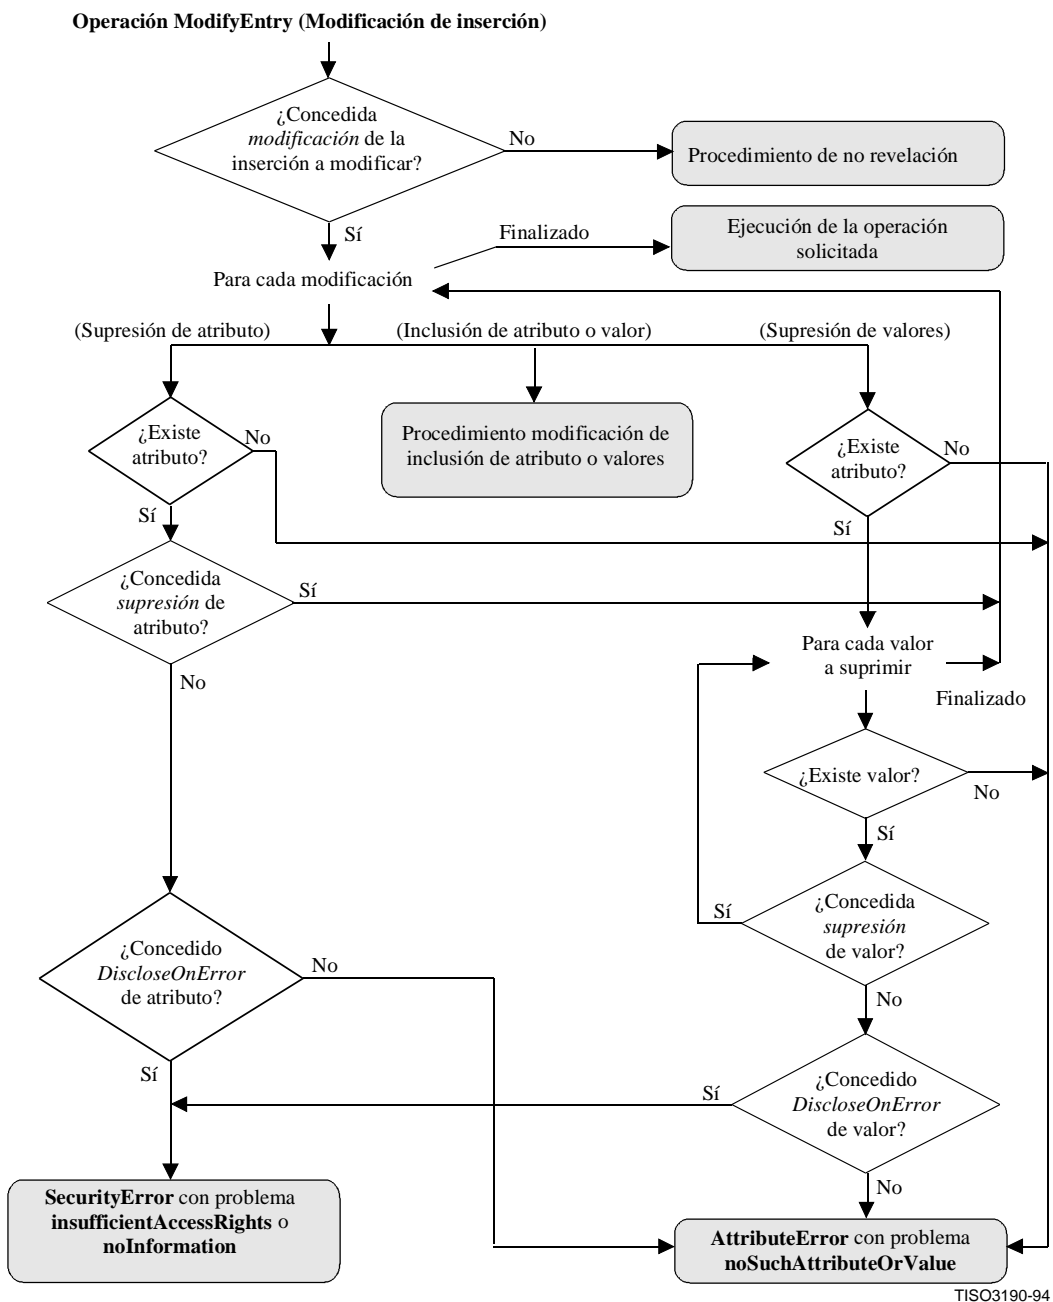 Operación ModifyEntry (Modificación de inserción)
¿Concedida
modificación de la
inserción a modificar?
No
Procedimiento de no revelación
Sí
Finalizado
Ejecución de la operación
solicitada
Para cada modificación
(Supresión de atributo)
(Inclusión de atributo o valor)
(Supresión de valores)
¿Existe
atributo?
No
Procedimiento modificación de
inclusión de atributo o valores
¿Existe
atributo?
No
Sí
Sí
¿Concedida
supresión de
atributo?
Sí
No
Para cada valor
a suprimir
Finalizado
¿Existe valor?
No
Sí
¿Concedida
supresión
de valor?
Sí
No
¿Concedido
DiscloseOnError
de atributo?
No
Sí
¿Concedido
DiscloseOnError
de valor?
Sí
No
SecurityError con problema
insufficientAccessRights o
noInformation
AttributeError con problema
noSuchAttributeOrValue
TISO3190-94